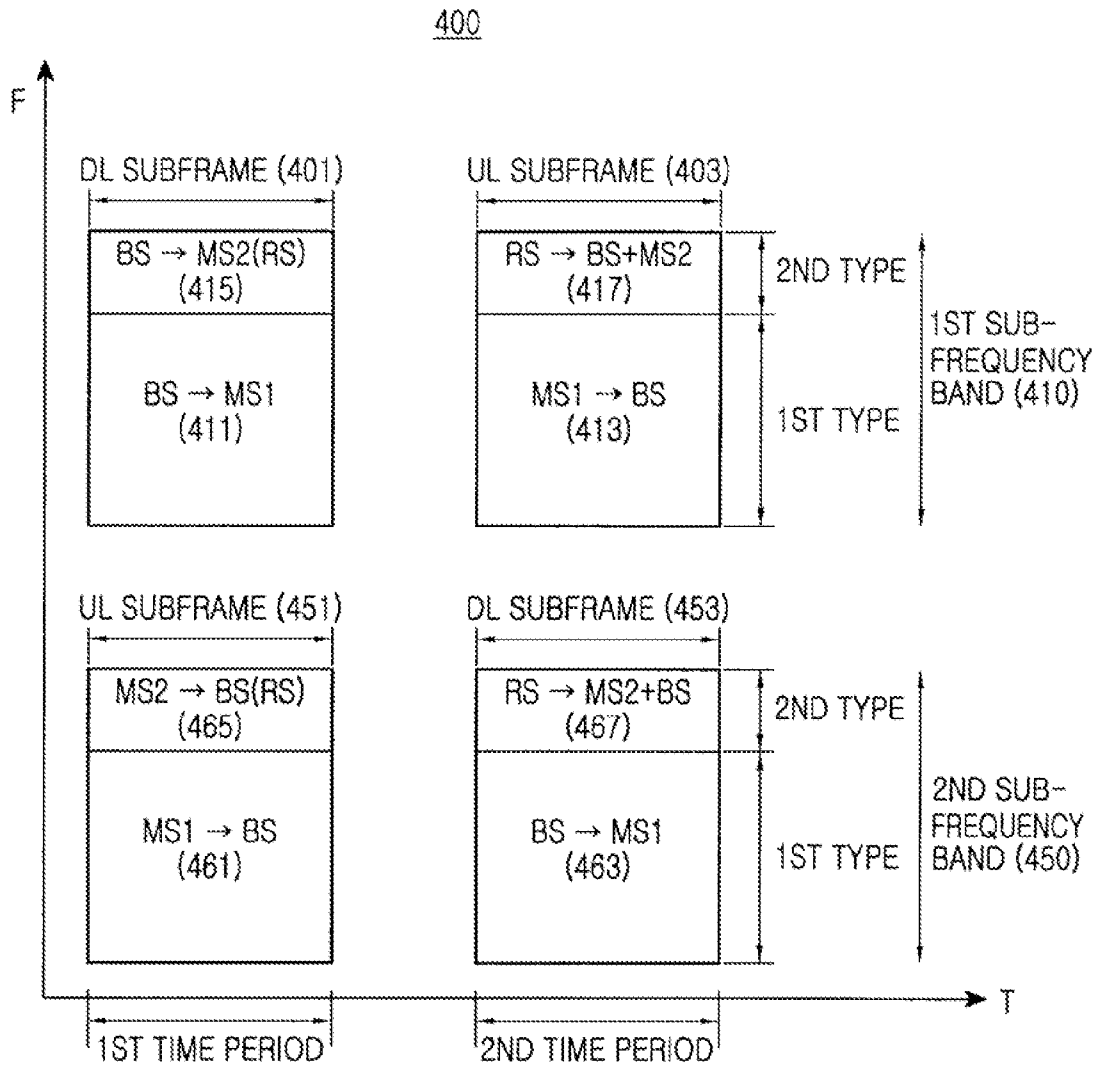 400
F
DL SUBFRAME (401)
UL SUBFRAME (403)
BS → MS2(RS)
(415)
RS → BS+MS2
(417)
2ND TYPE
BS → MS1
(411)
MS1 → BS
(413)
1ST TYPE
1ST SUB-
FREQUENCY
BAND (410)
UL SUBFRAME (451)
DL SUBFRAME (453)
MS2 → BS(RS)
(465)
RS → MS2+BS
(467)
2ND TYPE
MS1 → BS
(461)
BS → MS1
(463)
1ST TYPE
2ND SUB-
FREQUENCY
BAND (450)
T
1ST TIME PERIOD
2ND TIME PERIOD